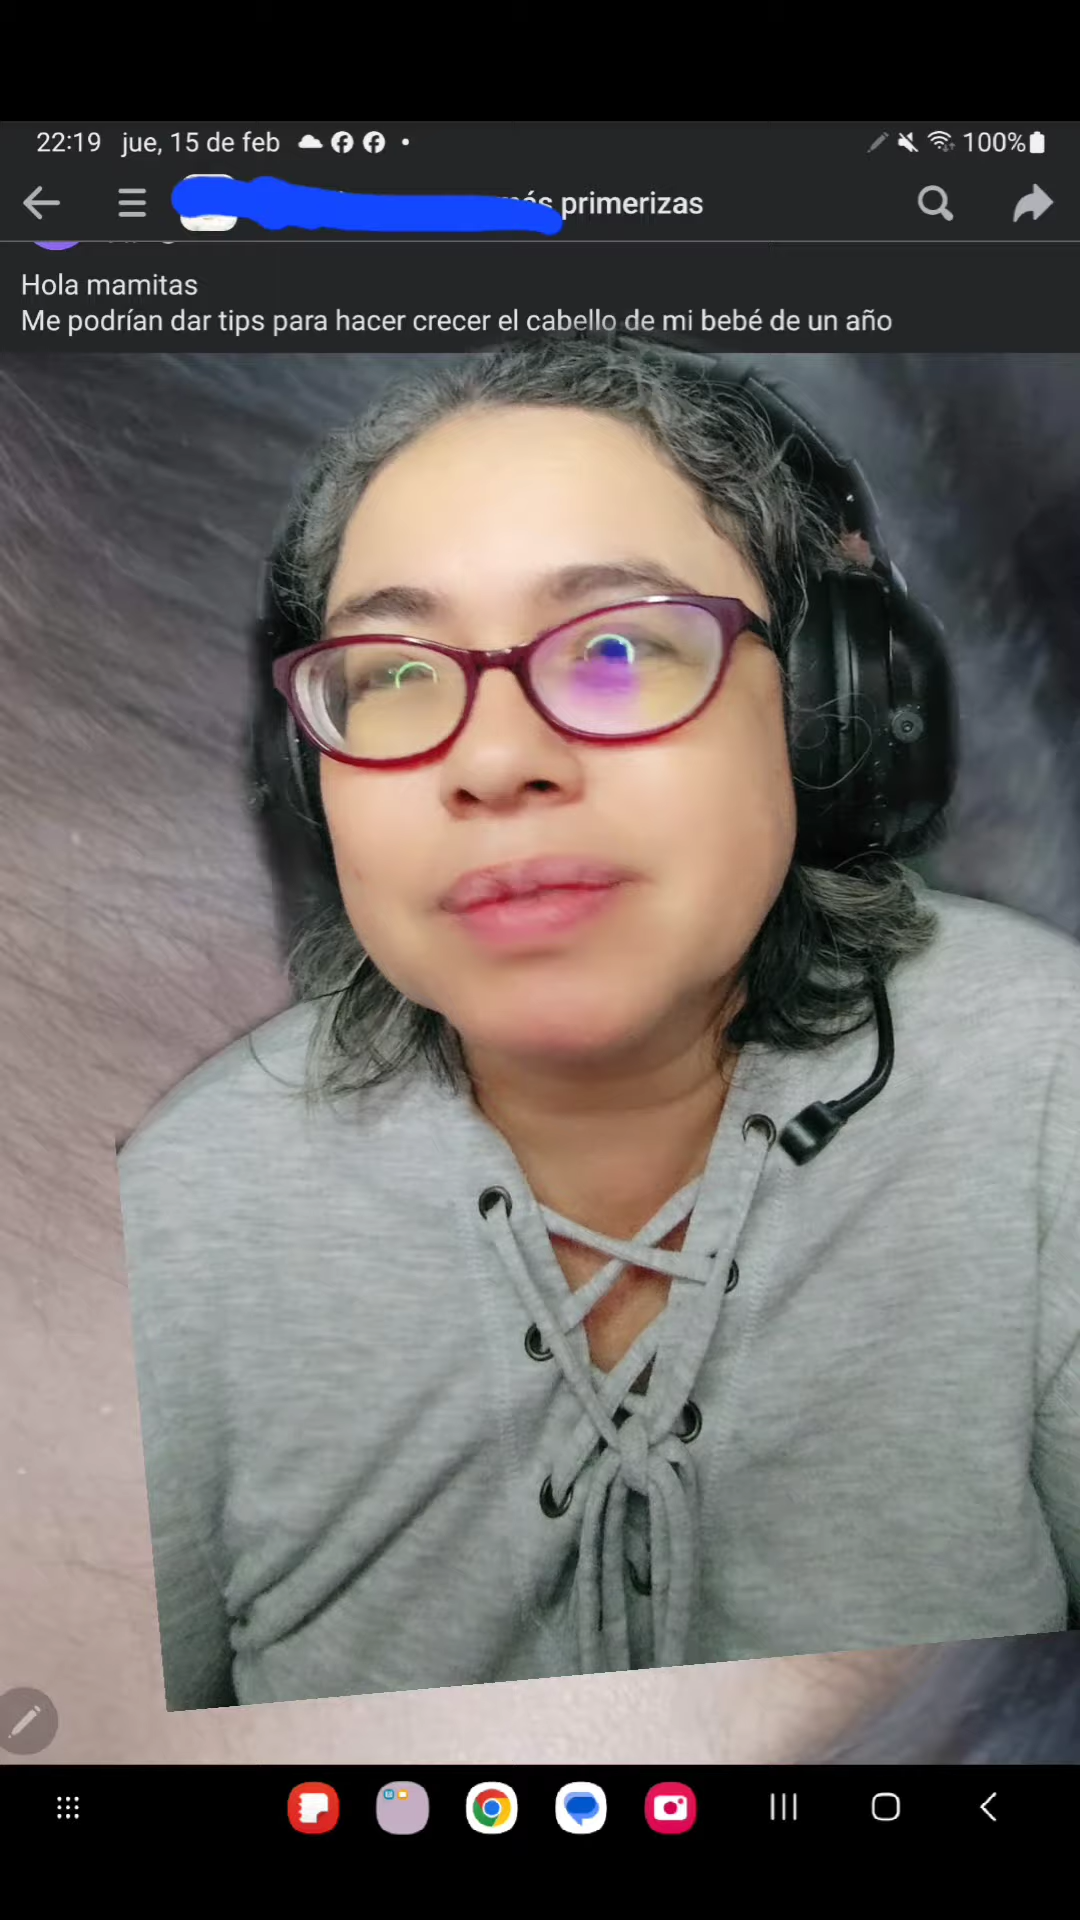 22:19 jue, 15 de feb 100%
primerizas
Hola mamitas
Me podrían dar tips para hacer crecer el cabello de mi bebé de un año